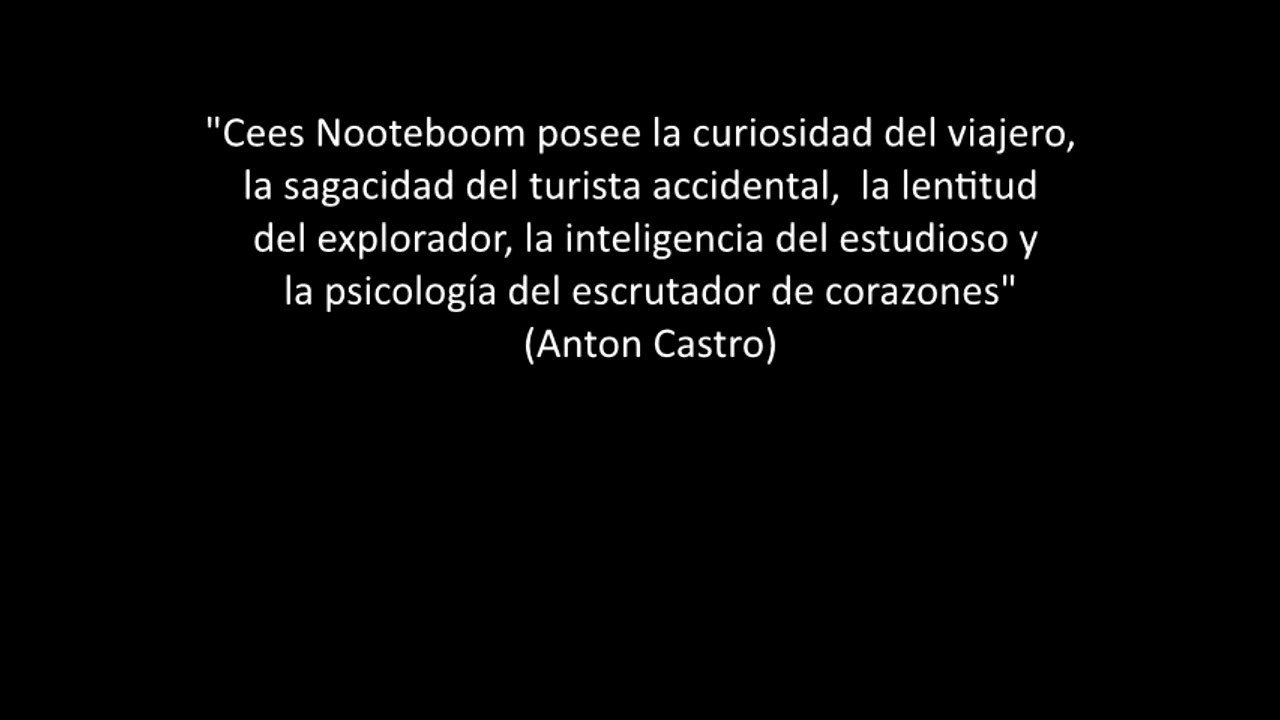 "Cees Nooteboom posee la curiosidad del viajero,
la sagacidad del turista accidental,  la lentitud
del explorador, la inteligencia del estudioso y
la psicología del escrutador de corazones"
(Anton Castro)